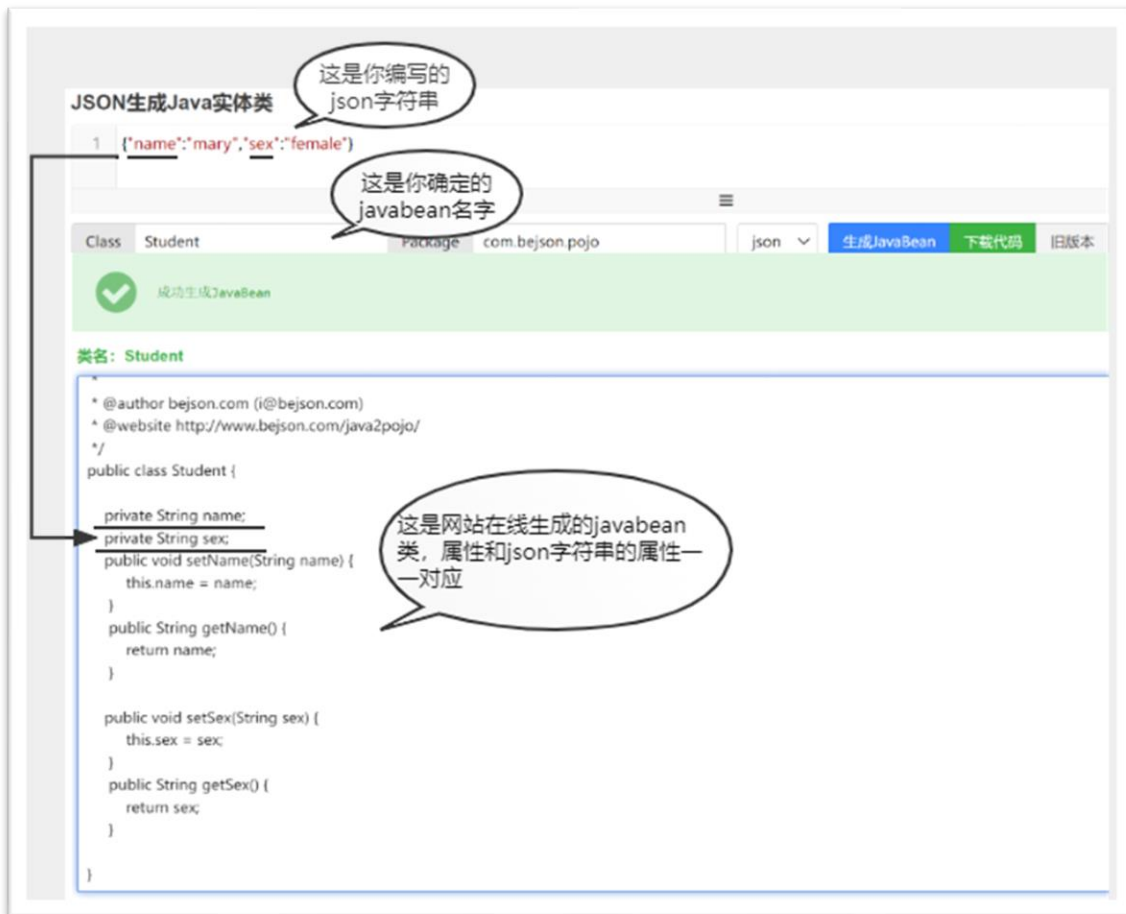 这是你编写的
json字符串
JSON生成Java实体类
1 {"name":"mary","sex":"female"}
这是你确定的
javabean名字
Class Student Package com.bejson.pojo json 生成JavaBean 下载代码 旧版本
成功生成JavaBean
类名：Student
*
* @author bejson.com (i@bejson.com)
* @website http://www.bejson.com/java2pojo/
*/
public class Student {
private String name;
private String sex;
public void setName(String name) {
this.name = name;
}
public String getName() {
return name;
}
public void setSex(String sex) {
this.sex = sex;
}
public String getSex() {
return sex;
}
}
这是网站在线生成的javabean
类，属性和json字符串的属性一
一对应